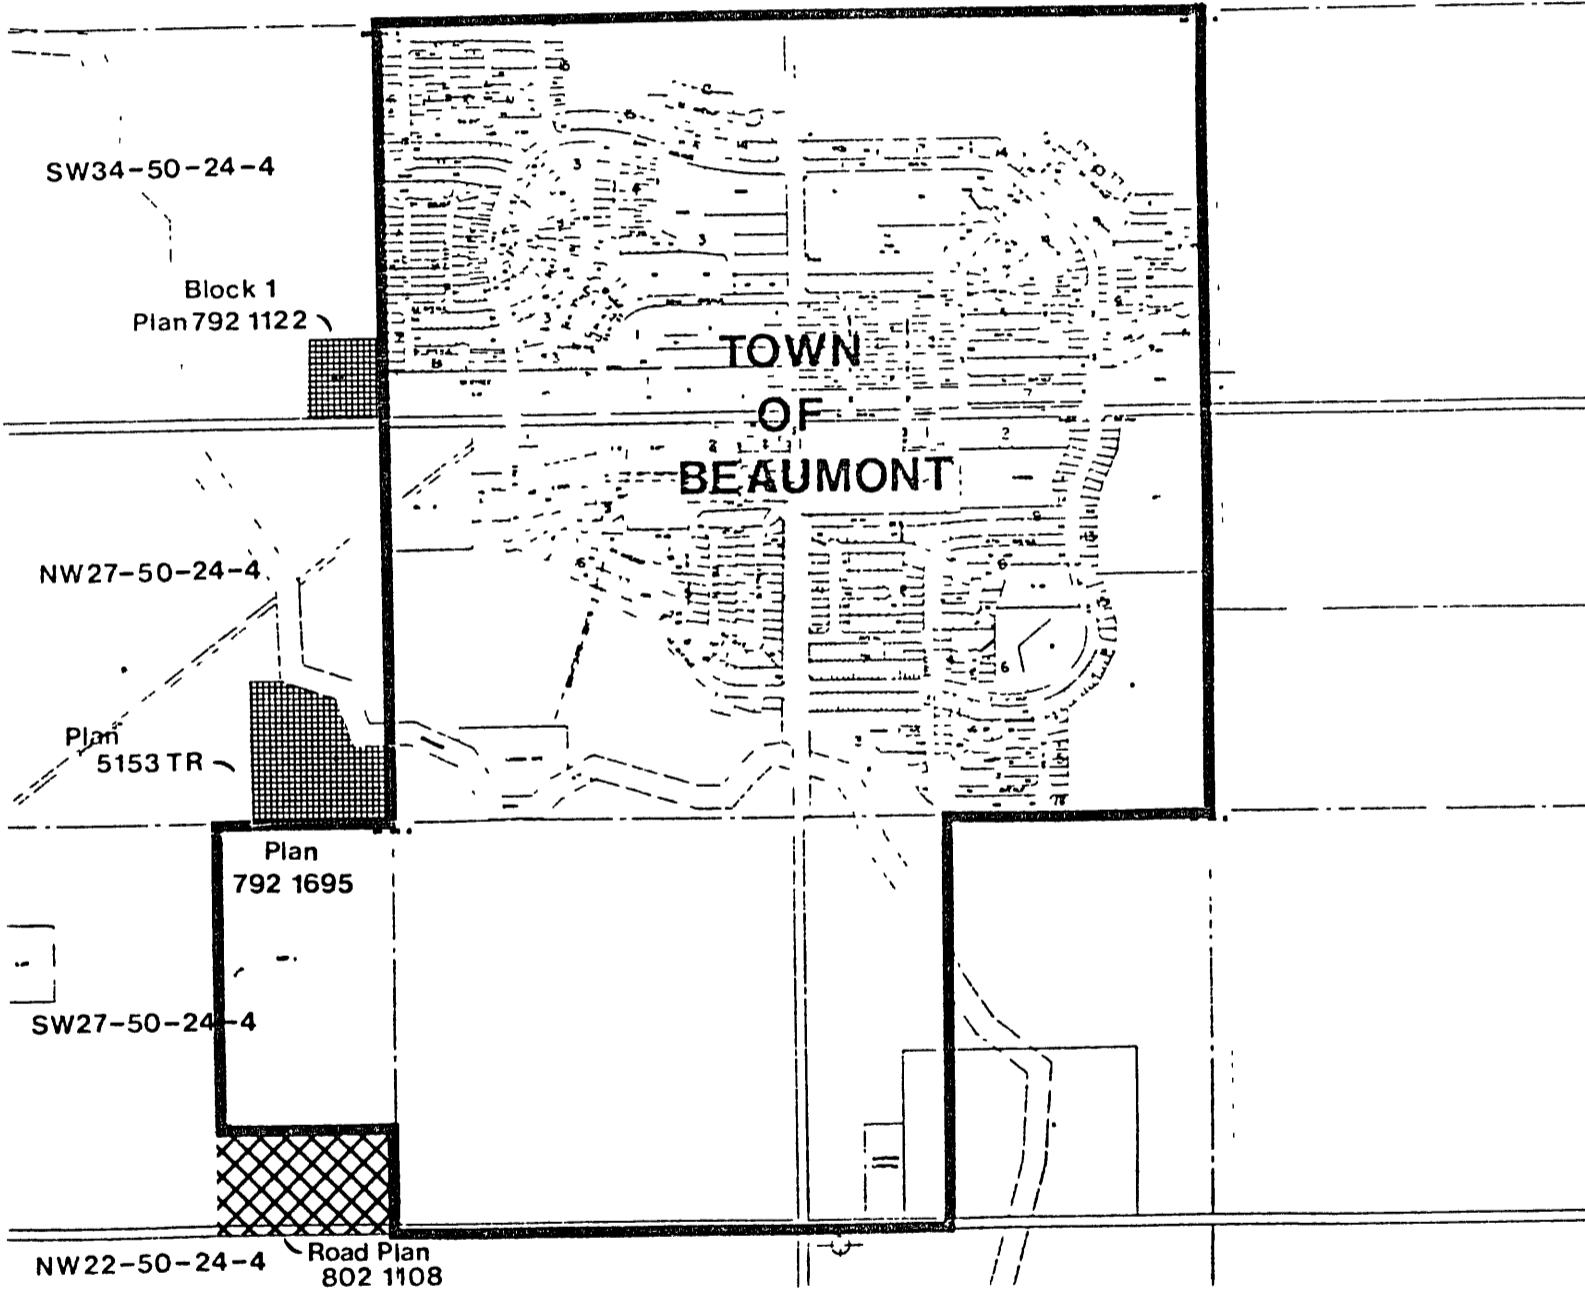 SW34-50-24-4
Block 1
Plan 792 1122
TOWN
OF
BEAUMONT
NW27-50-24-4
Plan
5153 TR
Plan
792 1695
SW27-50-24-4
NW22-50-24-4
Road Plan
802 1108